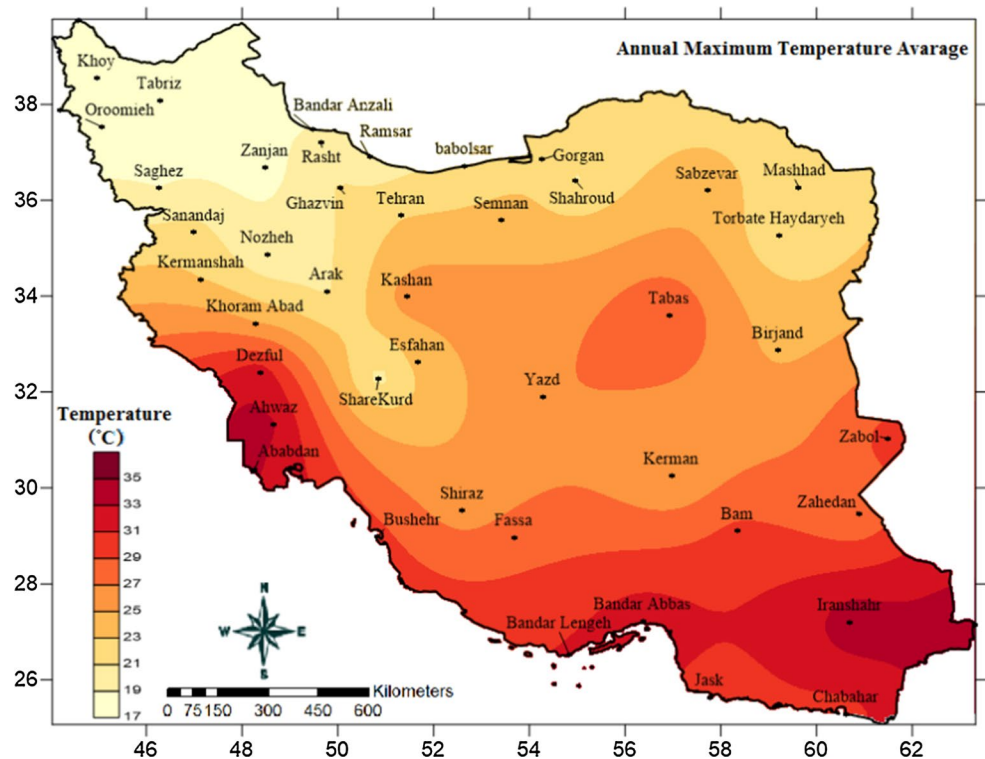 Annual Maximum Temperature Avarage
Khoy
Tabriz
Oroomieh
Bandar Anzali
Ramsar
babolsar
Zanjan
Rasht
Gorgan
Saghez
Ghazvin
Tehran
Semnan
Shahroud
Sabzevar
Mashhad
Sanandaj
Torbate Haydaryeh
Nozheh
Kermanshah
Arak
Kashan
Khoram Abad
Tabas
Birjand
Esfahan
Dezful
Yazd
ShareKurd
Ahwaz
Ababdan
Zabol
Kerman
Shiraz
Zahedan
Bushehr
Fassa
Bam
Bandar Abbas
Bandar Lengeh
Iranshahr
Jask
Chabahar
Temperature
(˚C)
35
33
31
29
27
25
23
21
19
17
N
W E
S
Kilometers
0 75 150 300 450 600
38
36
34
32
30
28
26
46 48 50 52 54 56 58 60 62